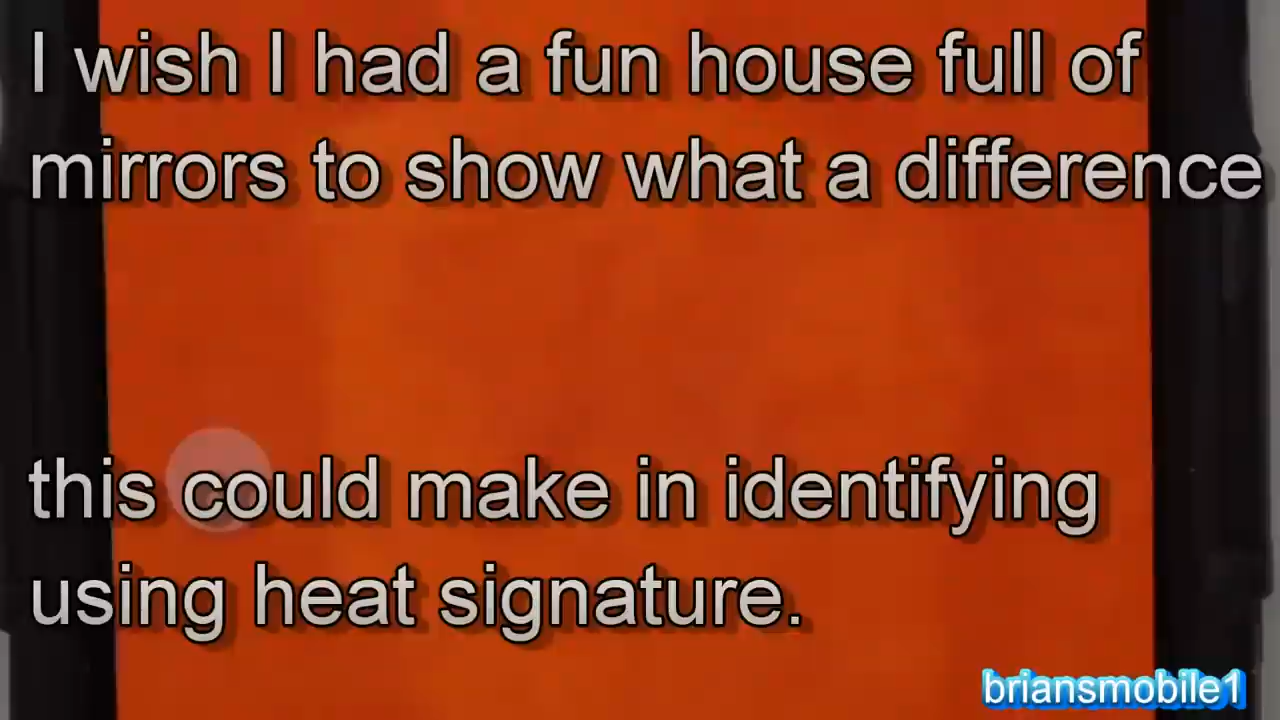 I wish I had a fun house full of
mirrors to show what a difference
this could make in identifying
using heat signature.
briansmobile1